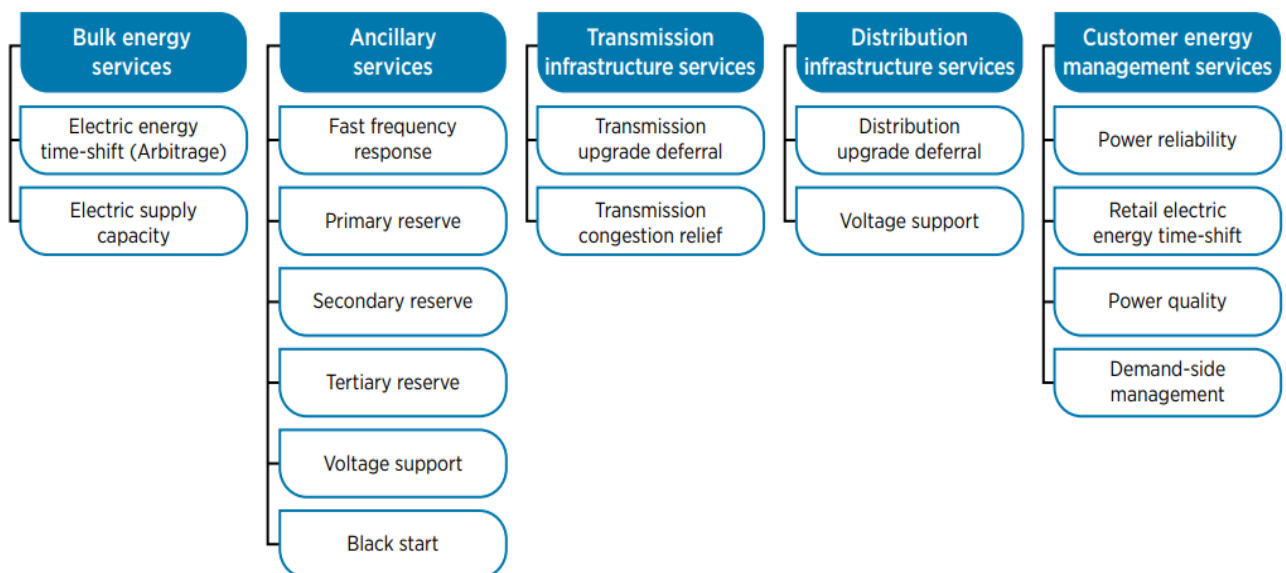 Bulk energy
services
Electric energy
time-shift (Arbitrage)
Electric supply
capacity
Ancillary
services
Fast frequency
response
Primary reserve
Secondary reserve
Tertiary reserve
Voltage support
Black start
Transmission
infrastructure services
Transmission
upgrade deferral
Transmission
congestion relief
Distribution
infrastructure services
Distribution
upgrade deferral
Voltage support
Customer energy
management services
Power reliability
Retail electric
energy time-shift
Power quality
Demand-side
management